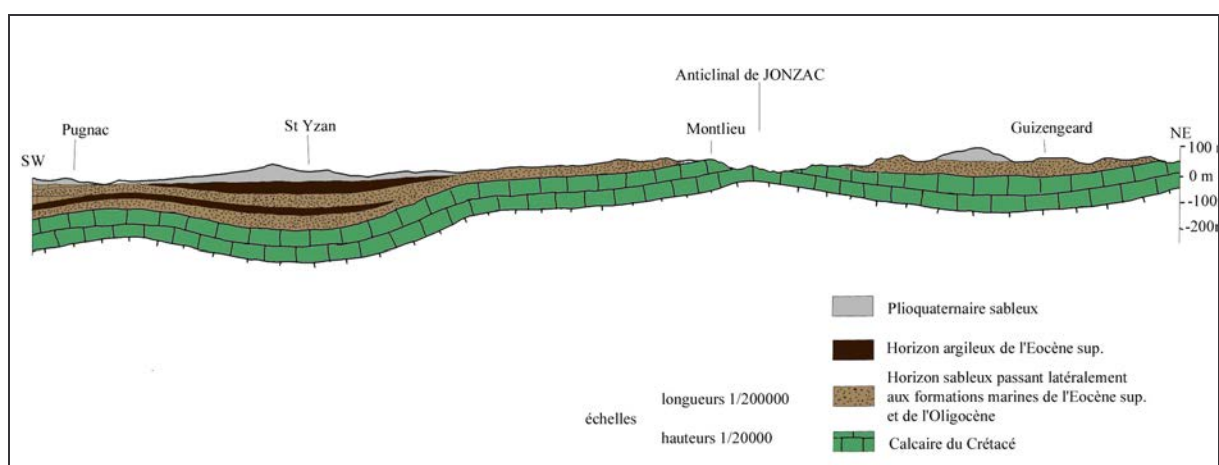 Anticlinal de JONZAC
Pugnac
St Yzan
Montlieu
Guizengeard
SW
NE
100
0 m
-100
-200
Plioquaternaire sableux
Horizon argileux de l'Eocène sup.
Horizon sableux passant latéralement
aux formations marines de l'Eocène sup.
et de l'Oligocène
Calcaire du Crétacé
échelles
longueurs 1/200000
hauteurs 1/20000